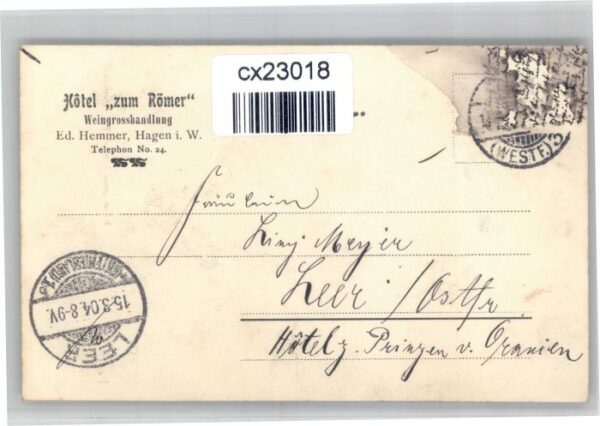 cx23018
Hôtel „zum Römer“
Weingrosshandlung
Ed. Hemmer, Hagen i. W.
Telephon No. 24.
(WESTF.) 3
Fräulein
Meyer
Leer / Ostfr.
Hôtel z. Prinzen v. Oranien
15.3.04.8-9V.
LEER